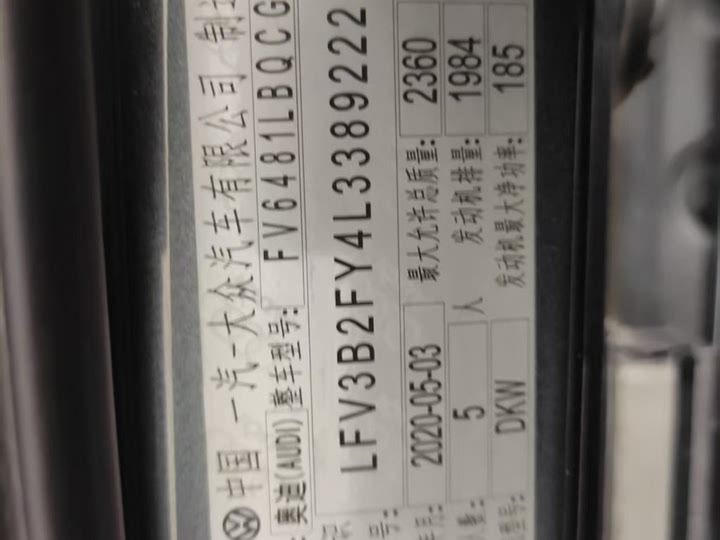 中国 一汽-大众汽车有限公司 制造
奥迪(AUDI) 整车型号: FV6481LBQCG
LFV3B2FY4L3389222
2020-05-03 最大允许总质量: 2360
5 人 发动机排量: 1984
DKW 发动机最大净功率: 185